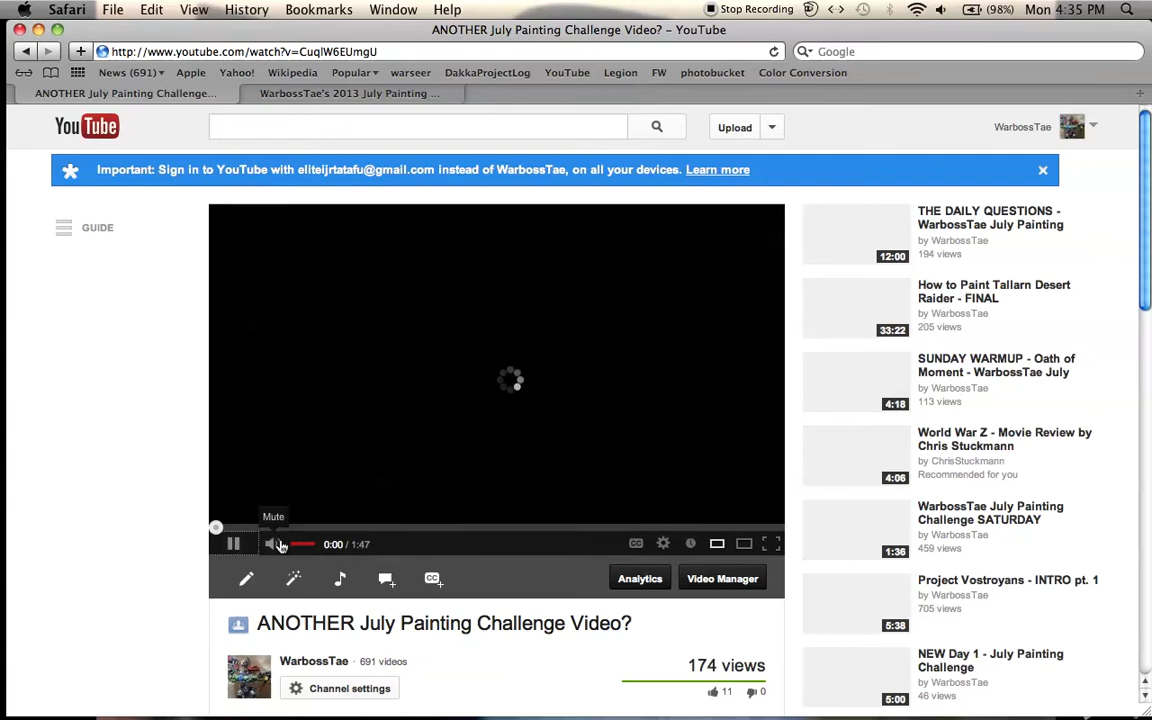 Safari File Edit View History Bookmarks Window Help Stop Recording (98%) Mon 4:35 PM
ANOTHER July Painting Challenge Video? – YouTube
http://www.youtube.com/watch?v=CuqlW6EUmgU Google
News (691) Apple Yahoo! Wikipedia Popular warseer DakkaProjectLog YouTube Legion FW photobucket Color Conversion
ANOTHER July Painting Challenge... WarbossTae's 2013 July Painting ...
YouTube Upload WarbossTae
Important: Sign in to YouTube with eliteijrtatafu@gmail.com instead of WarbossTae, on all your devices. Learn more
GUIDE
Mute
0:00 / 1:47
CC
Analytics Video Manager
ANOTHER July Painting Challenge Video?
WarbossTae · 691 videos
Channel settings
174 views
11 0
THE DAILY QUESTIONS -
WarbossTae July Painting
by WarbossTae
194 views
12:00
How to Paint Tallarn Desert
Raider - FINAL
by WarbossTae
205 views
33:22
SUNDAY WARMUP - Oath of
Moment - WarbossTae July
by WarbossTae
113 views
4:18
World War Z - Movie Review by
Chris Stuckmann
by ChrisStuckmann
Recommended for you
4:06
WarbossTae July Painting
Challenge SATURDAY
by WarbossTae
459 views
1:36
Project Vostroyans - INTRO pt. 1
by WarbossTae
705 views
5:38
NEW Day 1 - July Painting
Challenge
by WarbossTae
46 views
5:00